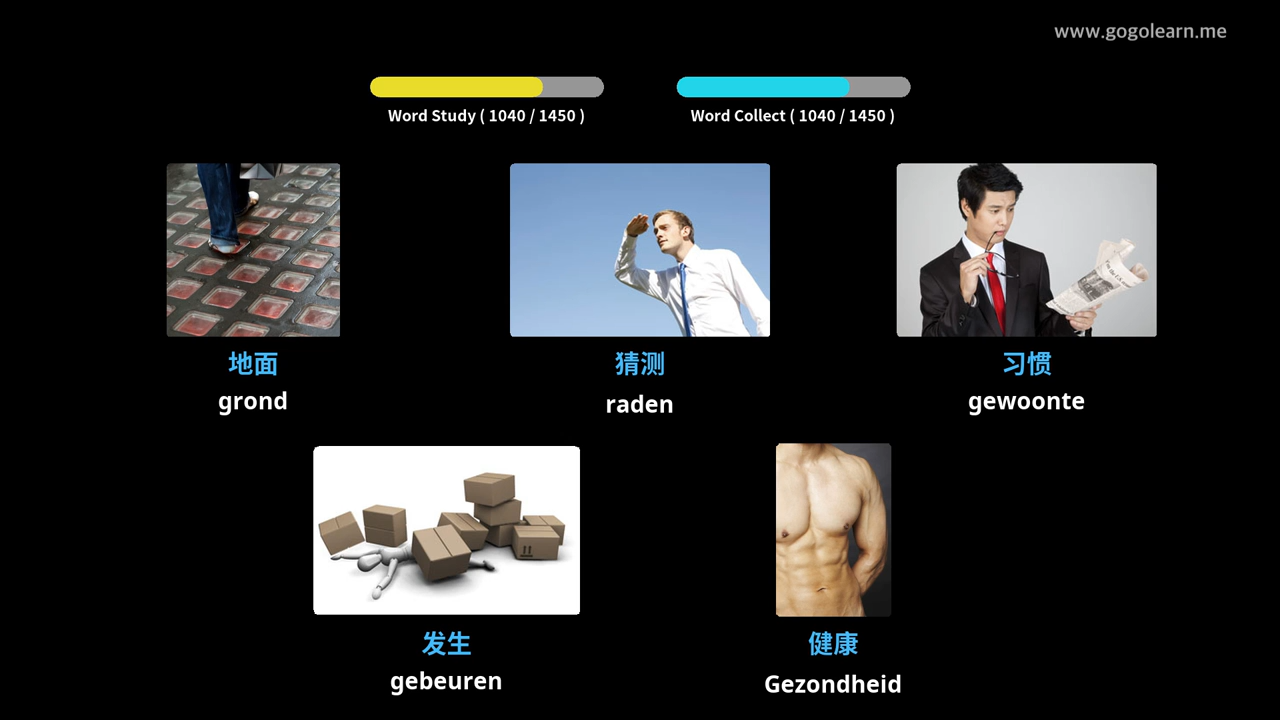 www.gogolearn.me
Word Study ( 1040 / 1450 )
Word Collect ( 1040 / 1450 )
地面
grond
猜测
raden
习惯
gewoonte
发生
gebeuren
健康
Gezondheid